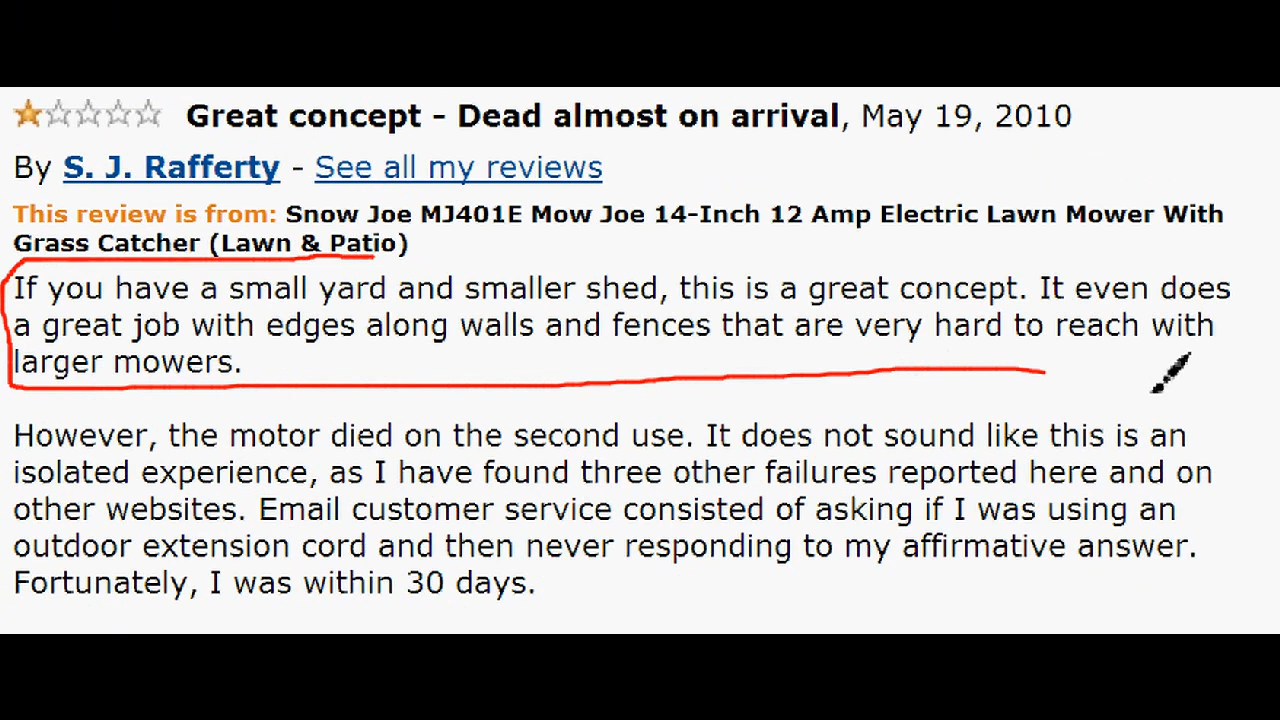 Great concept - Dead almost on arrival, May 19, 2010
By S. J. Rafferty - See all my reviews
This review is from: Snow Joe MJ401E Mow Joe 14-Inch 12 Amp Electric Lawn Mower With
Grass Catcher (Lawn & Patio)
If you have a small yard and smaller shed, this is a great concept. It even does
a great job with edges along walls and fences that are very hard to reach with
larger mowers.
However, the motor died on the second use. It does not sound like this is an
isolated experience, as I have found three other failures reported here and on
other websites. Email customer service consisted of asking if I was using an
outdoor extension cord and then never responding to my affirmative answer.
Fortunately, I was within 30 days.